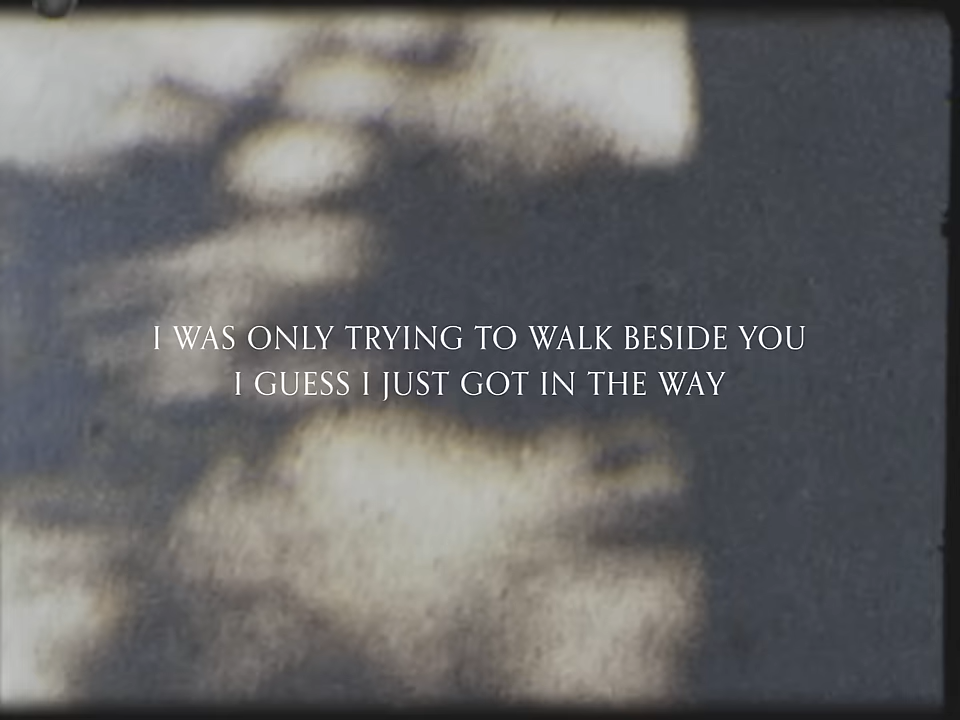 I WAS ONLY TRYING TO WALK BESIDE YOU
I GUESS I JUST GOT IN THE WAY